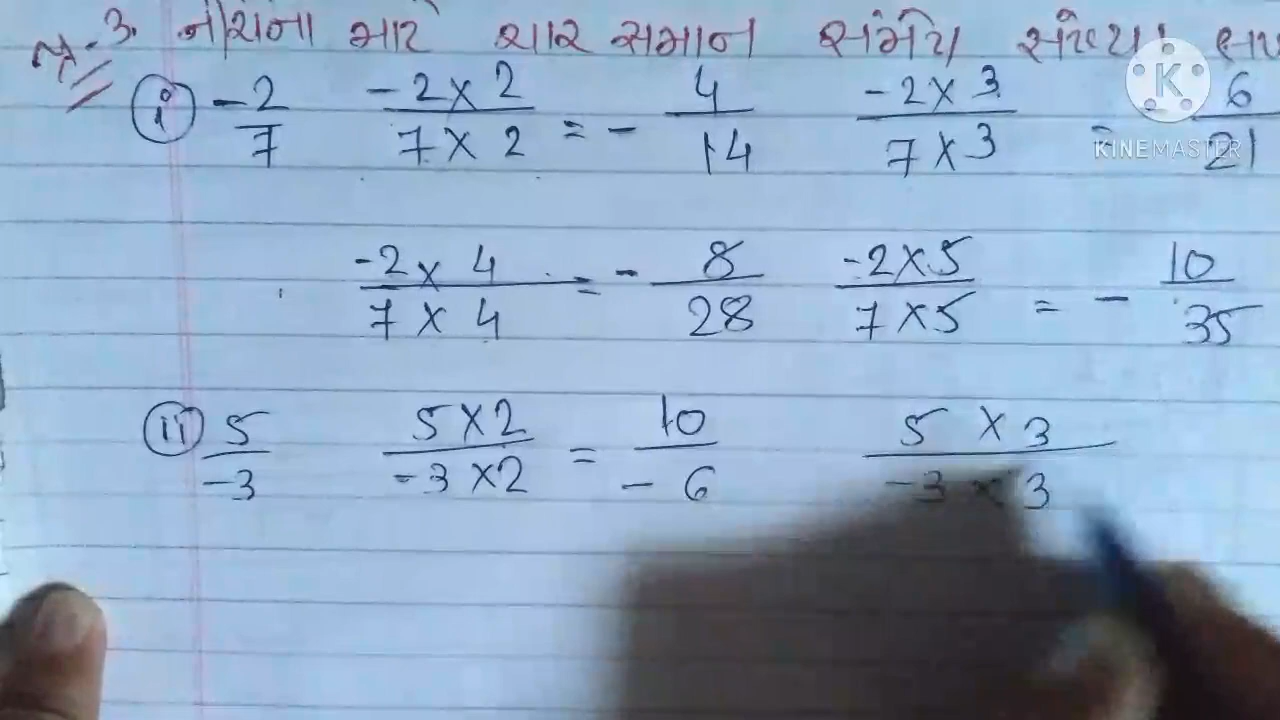 પ્ર-3. નીચેના માટે ચાર સમાન સંમેય સંખ્યા
i -2/7 -2×2/7×2 = - 4/14 -2×3/7×3 = 6/21
-2×4/7×4 = - 8/28 -2×5/7×5 = - 10/35
ii 5/-3 5×2/-3×2 = 10/-6 5×3/-3×3
KINEMASTER